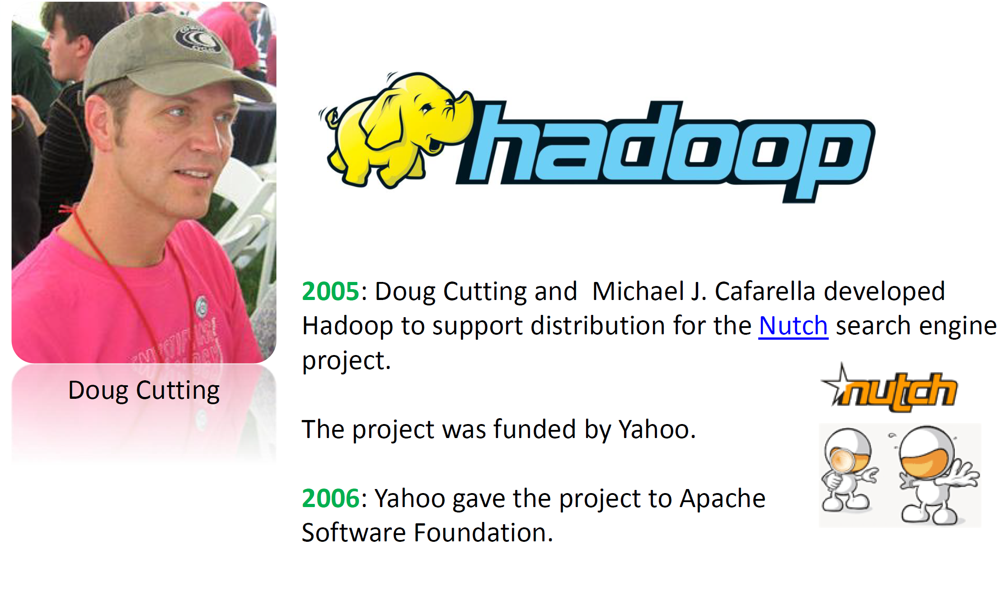 hadoop
2005: Doug Cutting and  Michael J. Cafarella developed
Hadoop to support distribution for the Nutch search engine
project.
nutch
Doug Cutting
The project was funded by Yahoo.
2006: Yahoo gave the project to Apache
Software Foundation.